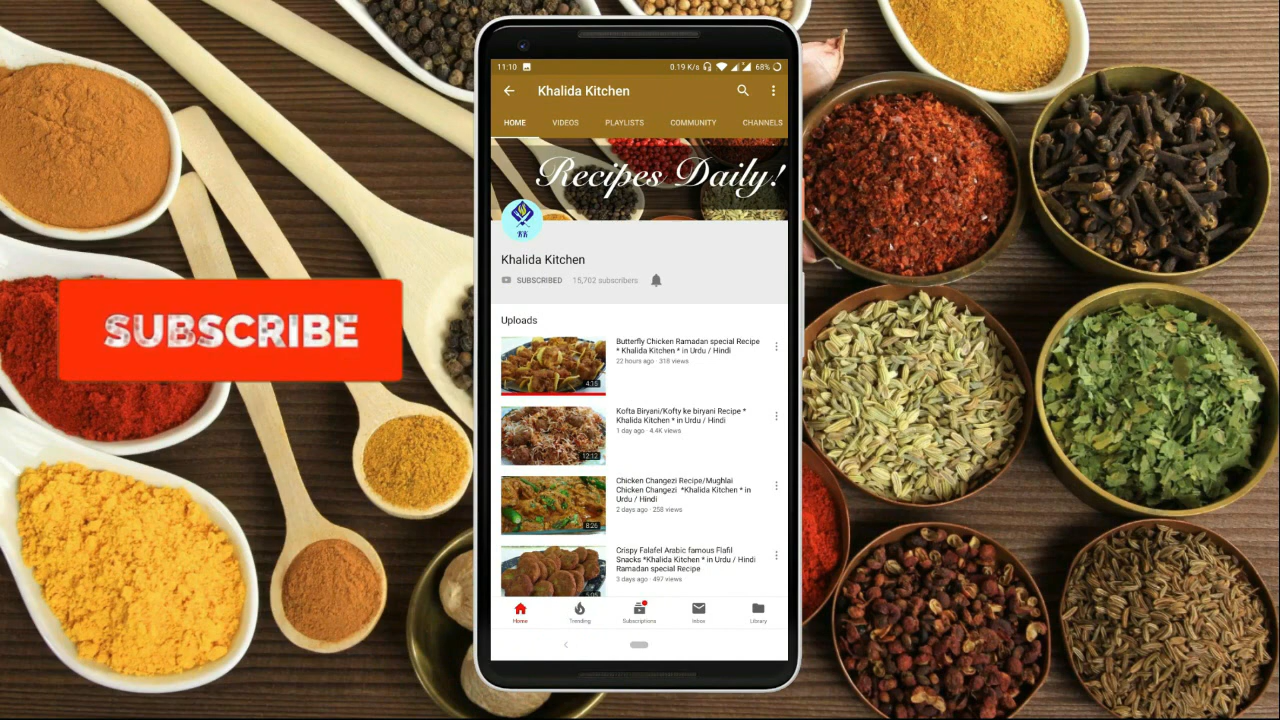 11:10
0.19 K/s
68%
Khalida Kitchen
HOME
VIDEOS
PLAYLISTS
COMMUNITY
CHANNELS
Recipes Daily!
KK
Khalida Kitchen
SUBSCRIBED
15,702 subscribers
SUBSCRIBE
Uploads
Butterfly Chicken Ramadan special Recipe
* Khalida Kitchen * in Urdu / Hindi
22 hours ago · 318 views
4:15
Kofta Biryani/Kofty ke biryani Recipe *
Khalida Kitchen * in Urdu / Hindi
1 day ago · 4.4K views
12:12
Chicken Changezi Recipe/Mughlai
Chicken Changezi *Khalida Kitchen * in
Urdu / Hindi
2 days ago · 258 views
8:26
Crispy Falafel Arabic famous Flafil
Snacks *Khalida Kitchen * in Urdu / Hindi
Ramadan special Recipe
3 days ago · 497 views
Home
Trending
Subscriptions
Inbox
Library